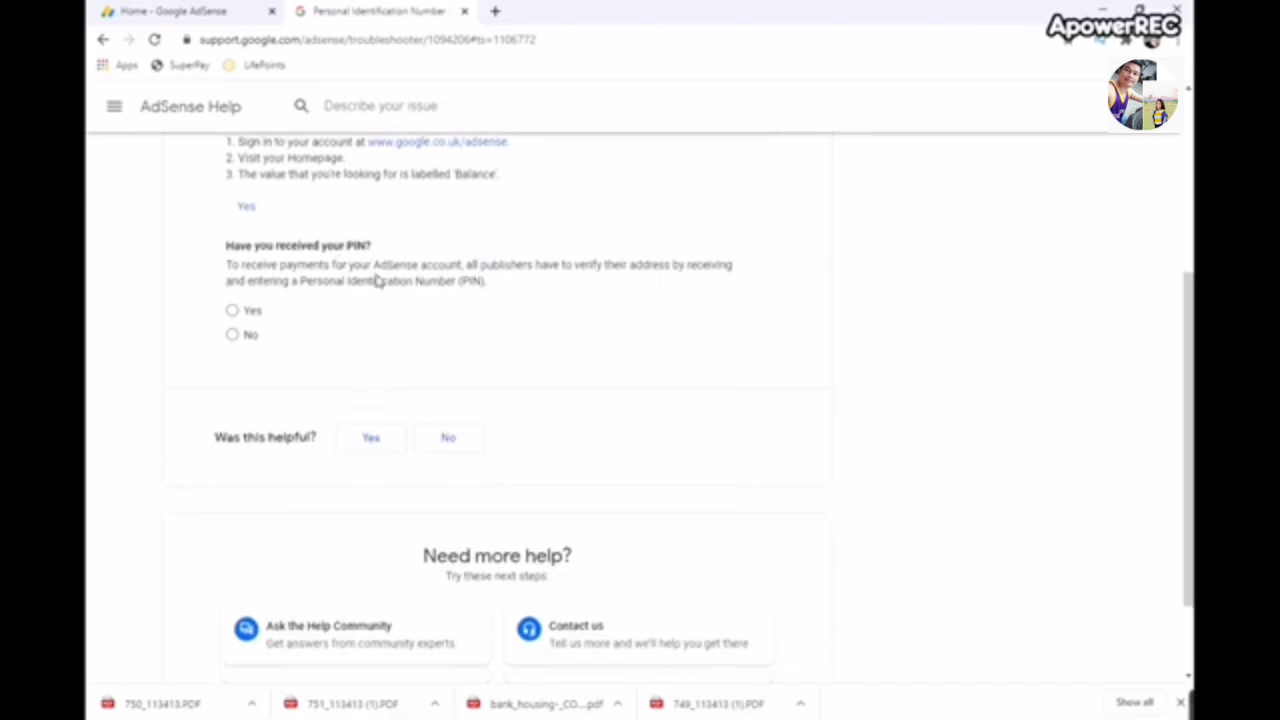 Home - Google AdSense
Personal Identification Number
ApowerREC
support.google.com/adsense/troubleshooter/1094206#ts=1106772
Apps SuperPay LifePoints
AdSense Help
Describe your issue
1. Sign in to your account at www.google.co.uk/adsense.
2. Visit your Homepage.
3. The value that you're looking for is labelled 'Balance'.
Yes
Have you received your PIN?
To receive payments for your AdSense account, all publishers have to verify their address by receiving
and entering a Personal Identification Number (PIN).
Yes
No
Was this helpful? Yes No
Need more help?
Try these next steps:
Ask the Help Community
Get answers from community experts
Contact us
Tell us more and we'll help you get there
750_113413.PDF
751_113413 (1).PDF
bank_housing-_CO....pdf
749_113413 (1).PDF
Show all